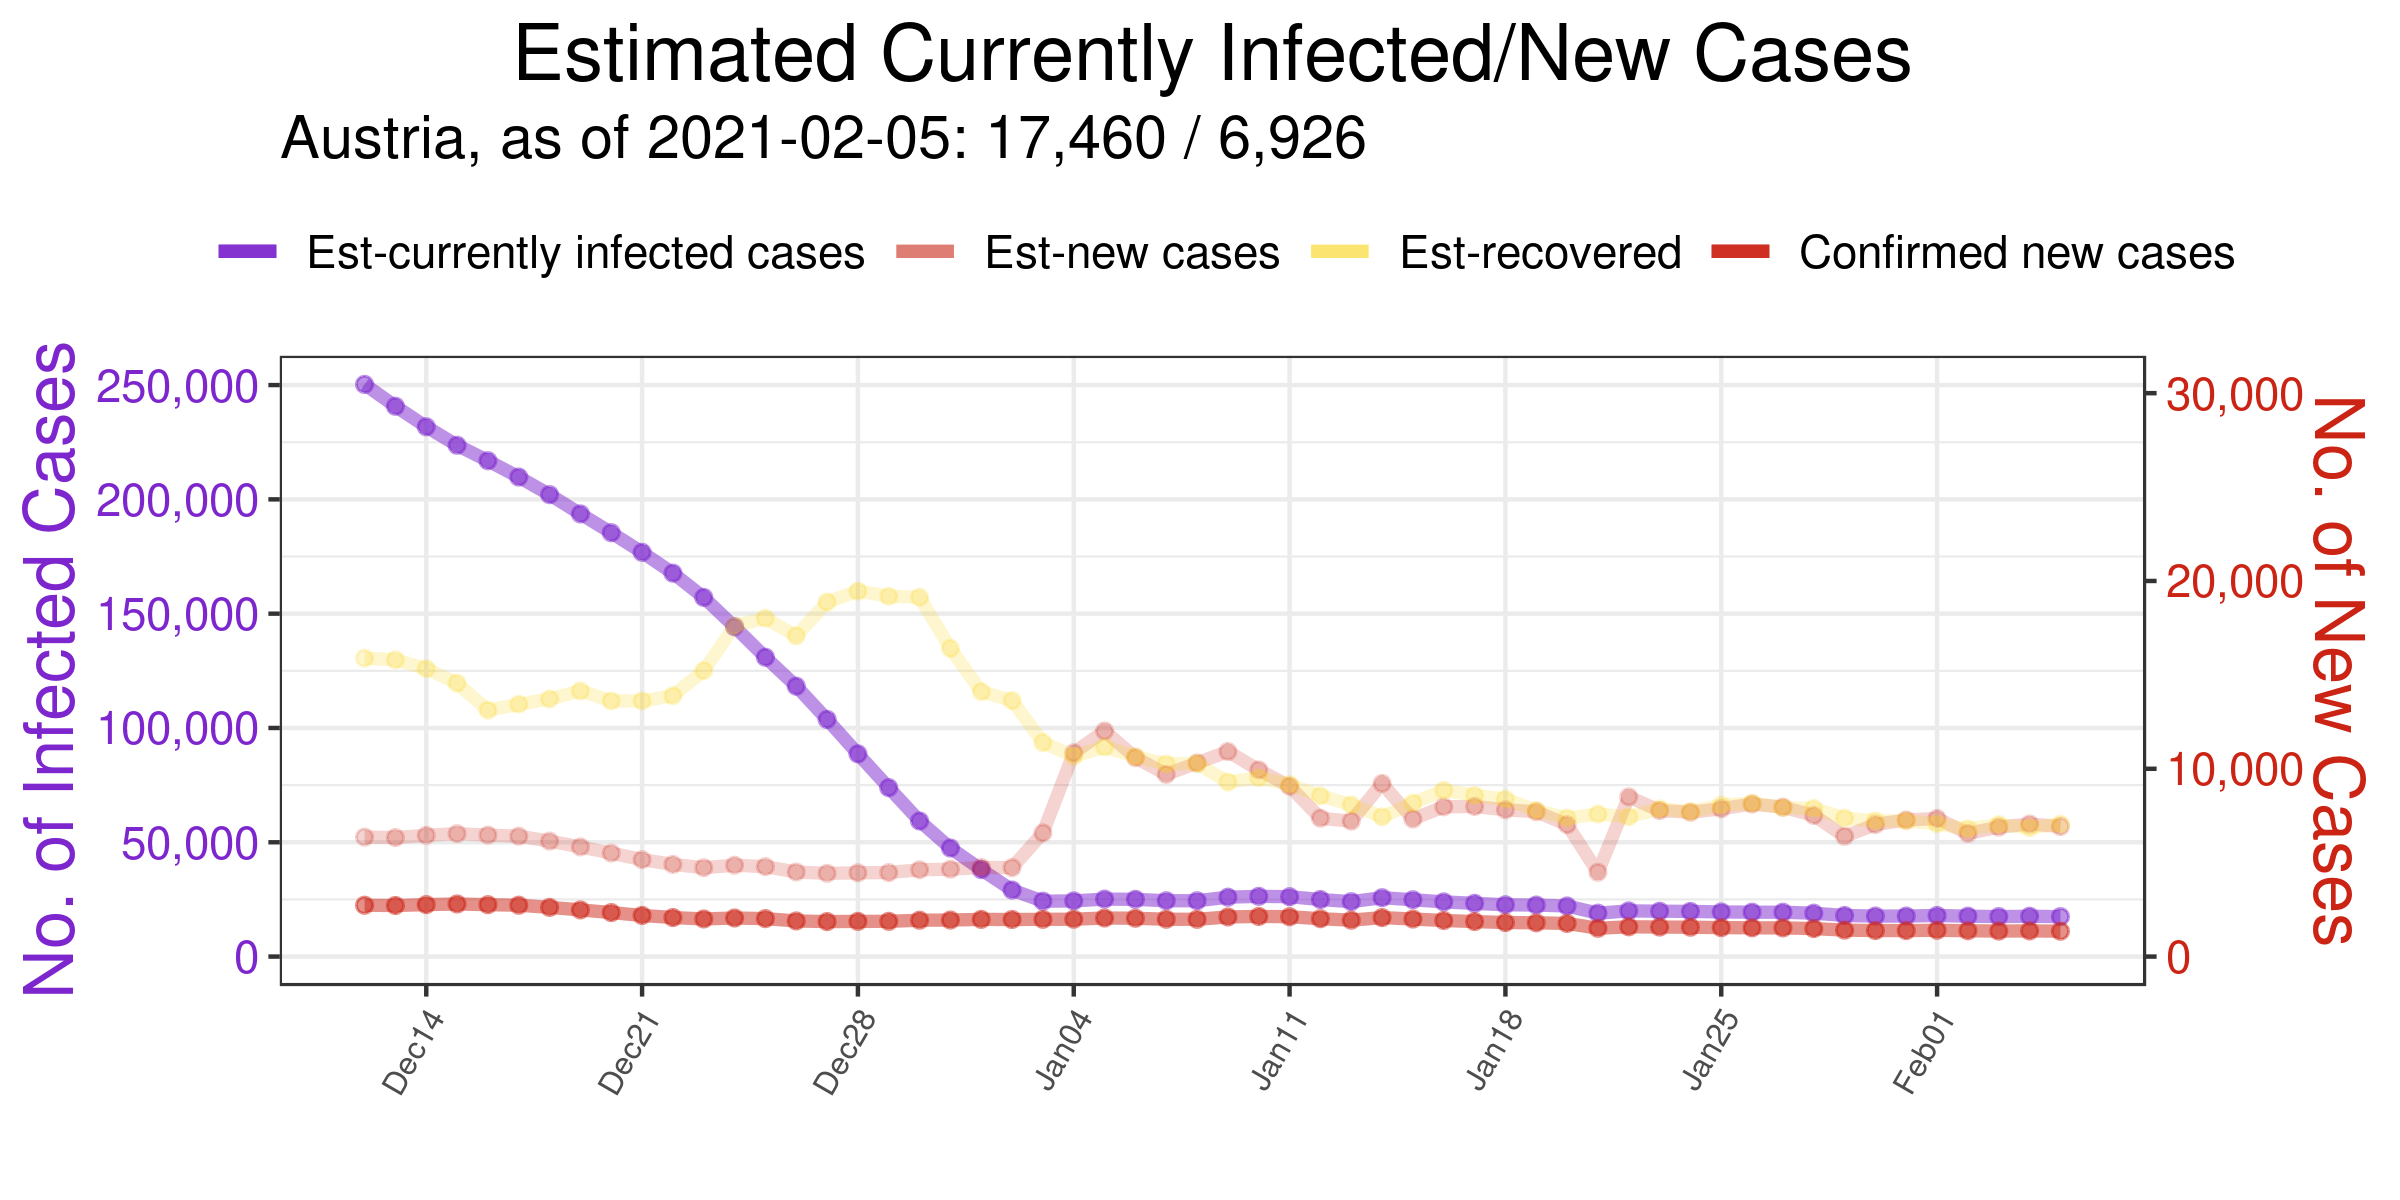 Estimated Currently Infected/New Cases
Austria, as of 2021-02-05: 17,460 / 6,926
Est-currently infected cases Est-new cases Est-recovered Confirmed new cases
No. of Infected Cases
250,000
200,000
150,000
100,000
50,000
0
30,000
20,000
10,000
0
No. of New Cases
Dec14 Dec21 Dec28 Jan04 Jan11 Jan18 Jan25 Feb01